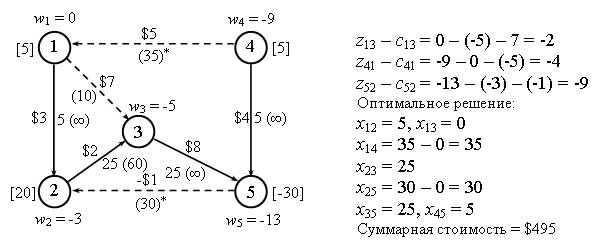 w₁ = 0
w₄ = -9
[5]
1
$5
(35)*
4
[5]
$7
(10)
w₃ = -5
3
$3
5 (∞)
$4
5 (∞)
$2
25 (60)
$8
25 (∞)
-$1
(30)*
[20]
2
5
[-30]
w₂ = -3
w₅ = -13
z₁₃ – c₁₃ = 0 – (-5) – 7 = -2
z₄₁ – c₄₁ = -9 – 0 – (-5) = -4
z₅₂ – c₅₂ = -13 – (-3) – (-1) = -9
Оптимальное решение:
x₁₂ = 5, x₁₃ = 0
x₁₄ = 35 – 0 = 35
x₂₃ = 25
x₂₅ = 30 – 0 = 30
x₃₅ = 25, x₄₅ = 5
Суммарная стоимость = $495